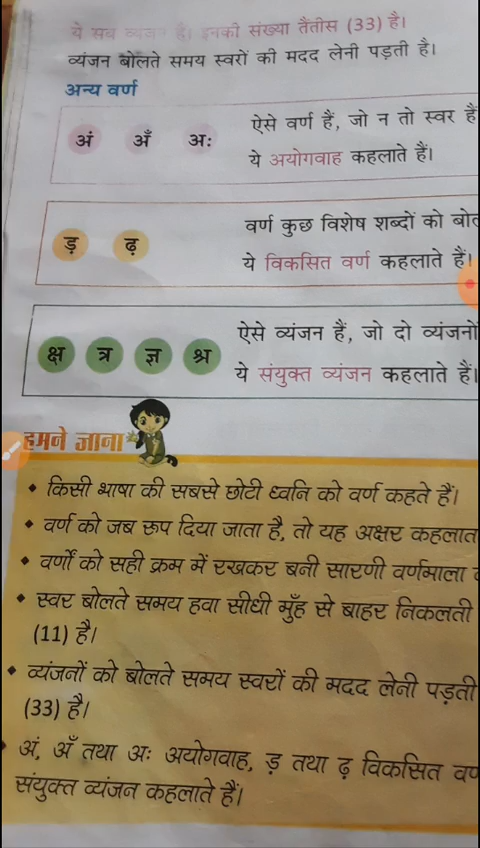 ये सब व्यंजन हैं। इनकी संख्या तैंतीस (33) है।
व्यंजन बोलते समय स्वरों की मदद लेनी पड़ती है।
अन्य वर्ण
अं अँ अः
ऐसे वर्ण हैं, जो न तो स्वर हैं
ये अयोगवाह कहलाते हैं।
ड़ ढ़
वर्ण कुछ विशेष शब्दों को
ये विकसित वर्ण कहलाते हैं।
क्ष त्र ज्ञ श्र
ऐसे व्यंजन हैं, जो दो व्यंजनों
ये संयुक्त व्यंजन कहलाते हैं।
हमने जाना
• किसी भाषा की सबसे छोटी ध्वनि को वर्ण कहते हैं।
• वर्ण को जब रूप दिया जाता है, तो यह अक्षर कहलात
• वर्णों को सही क्रम में रखकर बनी सारणी वर्णमाला
• स्वर बोलते समय हवा सीधी मुँह से बाहर निकलती
(11) है।
• व्यंजनों को बोलते समय स्वरों की मदद लेनी पड़ती
(33) है।
• अं, अँ तथा अः अयोगवाह, ड़ तथा ढ़ विकसित
संयुक्त व्यंजन कहलाते हैं।